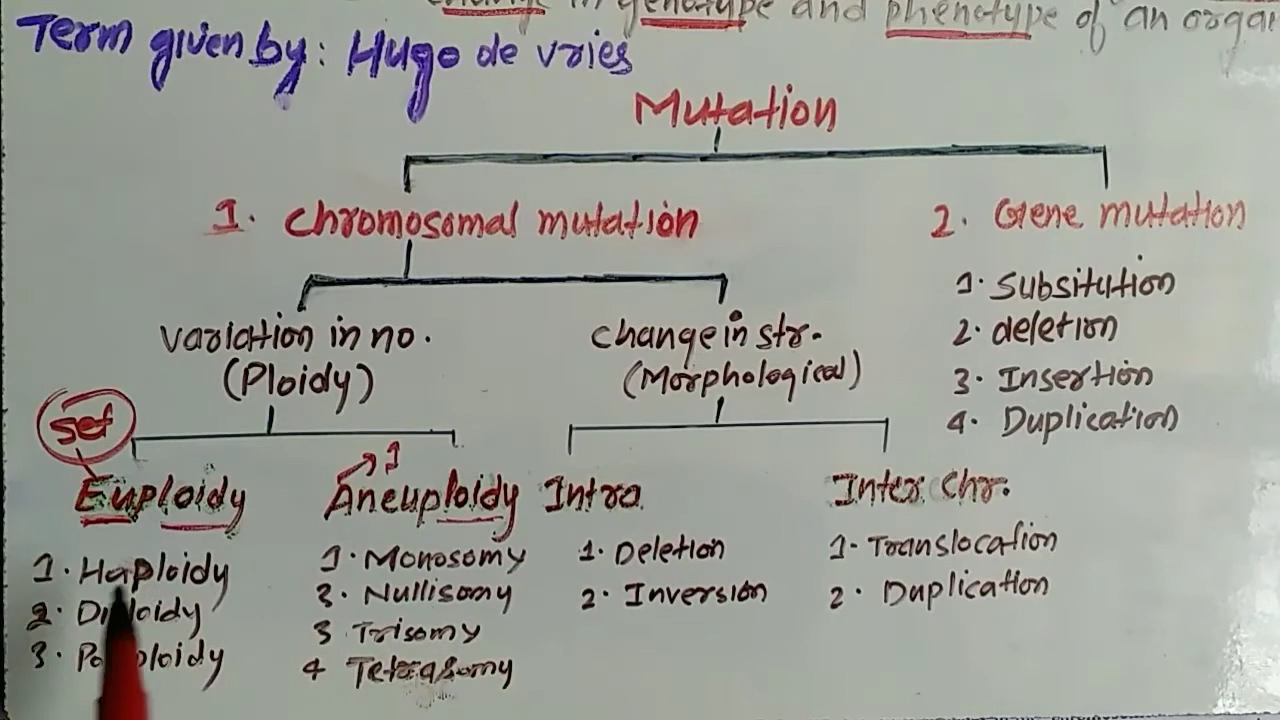 change in genotype and phenotype of an organ
Term given by: Hugo de vries
Mutation
1. Chromosomal mutation
2. Gene mutation
1. Subsitution
2. deletion
3. Insertion
4. Duplication
variation in no.
(Ploidy)
change in str.
(Morphological)
set
1
Euploidy
Aneuploidy
Intra
Inter Chr.
1. Haploidy
2. Diploidy
3. Polyploidy
1. Monosomy
2. Nullisomy
3 Trisomy
4 Tetrasomy
1. Deletion
2. Inversion
1. Translocation
2. Duplication